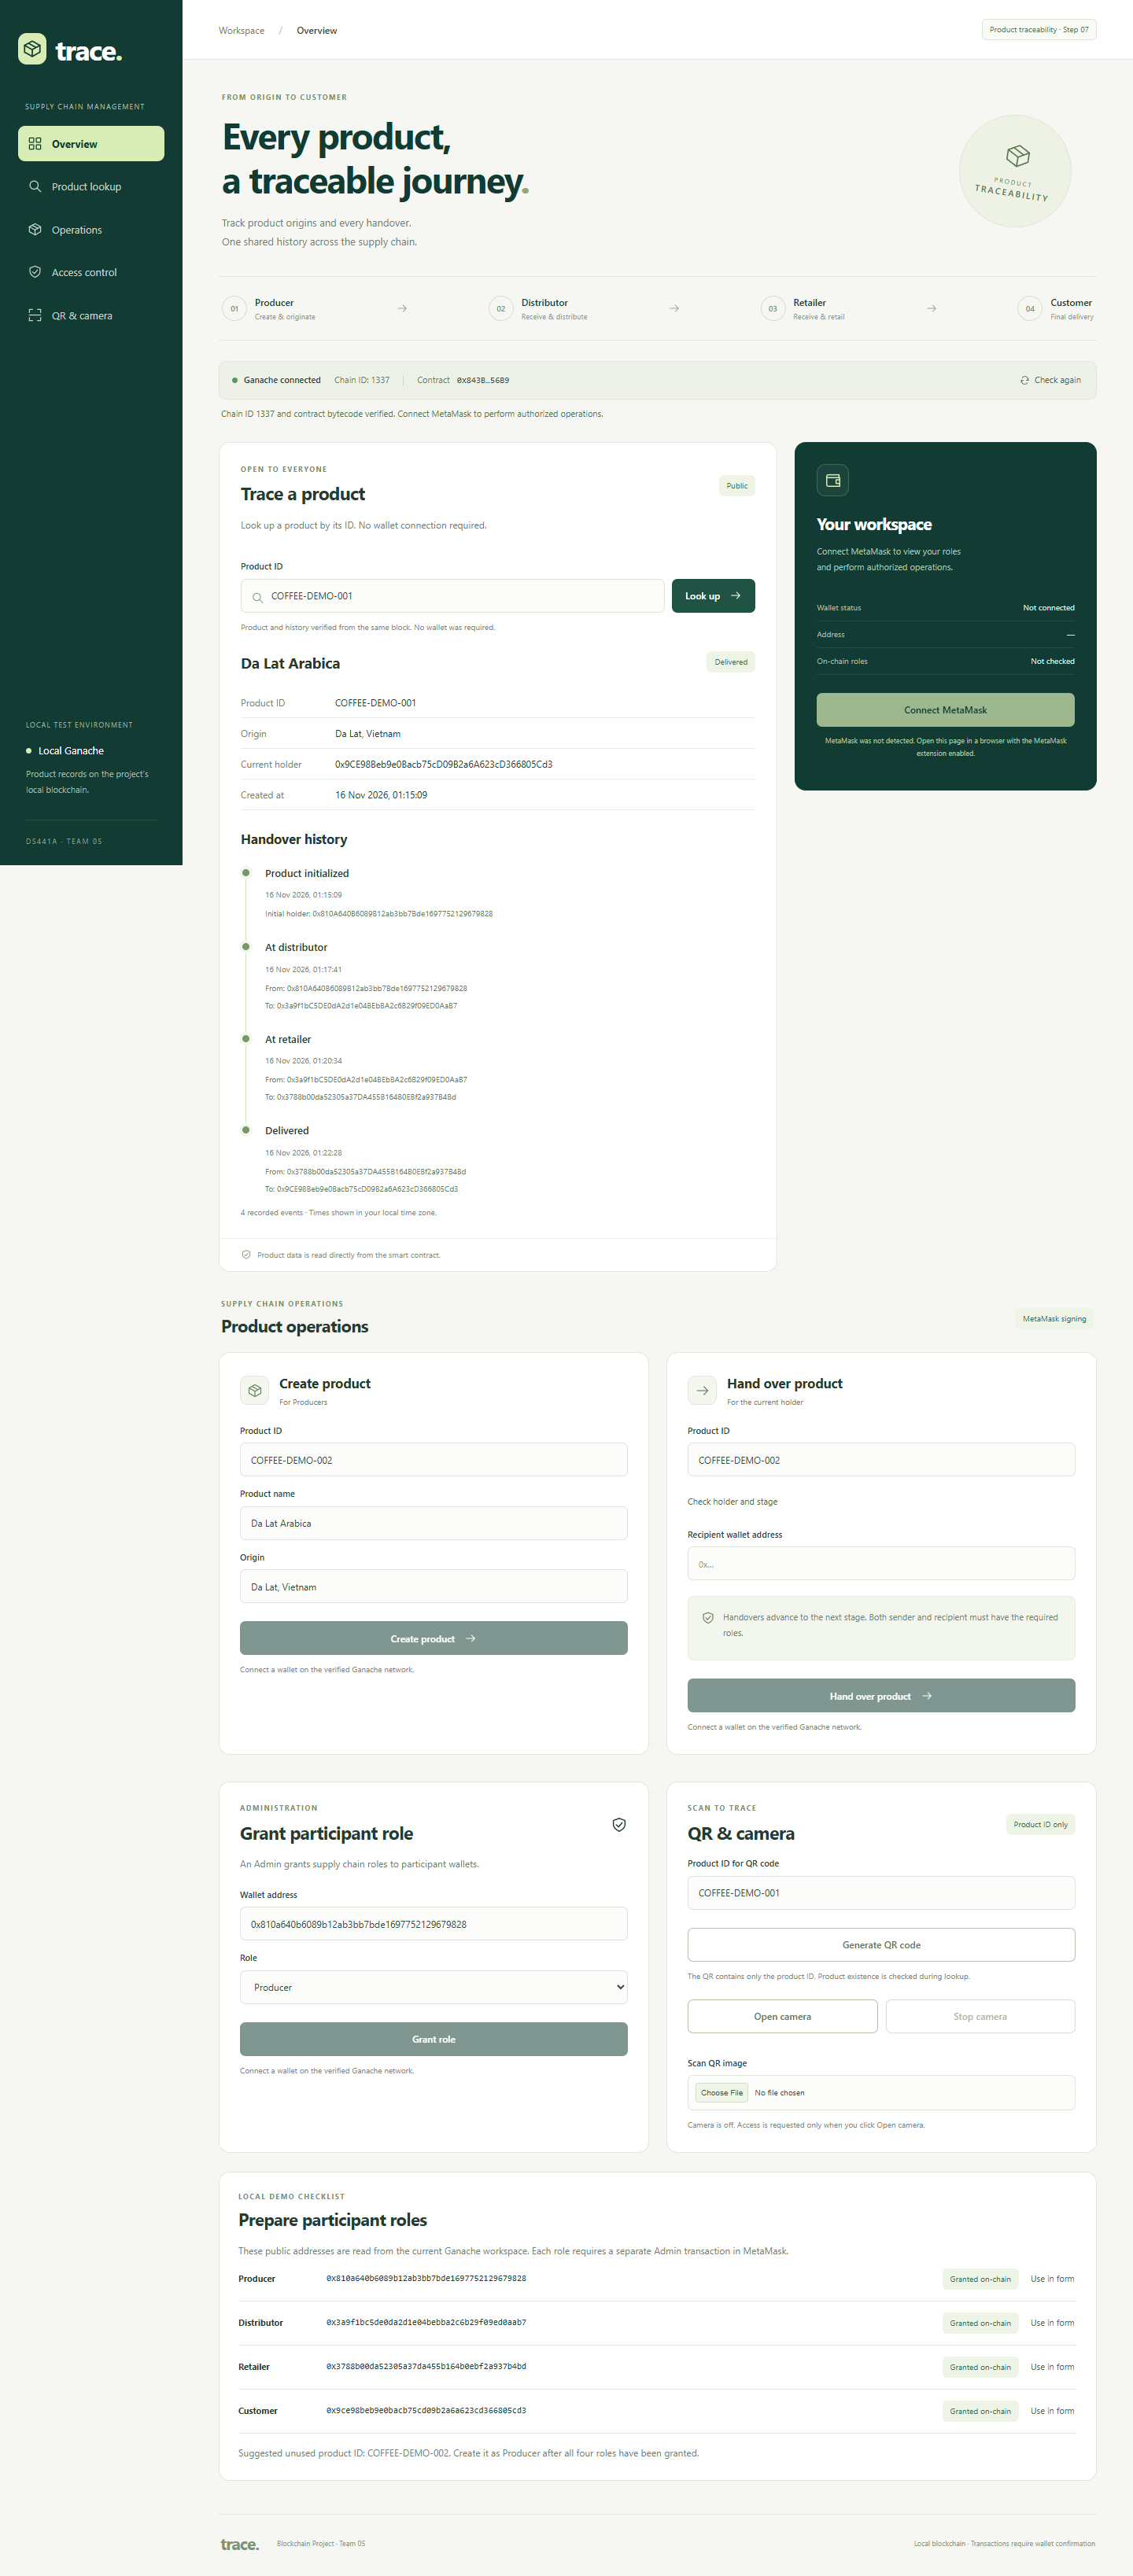 trace.
SUPPLY CHAIN MANAGEMENT
Overview
Product lookup
Operations
Access control
QR & camera
LOCAL TEST ENVIRONMENT
Local Ganache
Product records on the project's
local blockchain.
DS441A · TEAM 05
Workspace / Overview
Product traceability · Step 07
FROM ORIGIN TO CUSTOMER
Every product,
a traceable journey.
Track product origins and every handover.
One shared history across the supply chain.
PRODUCT
TRACEABILITY
01 Producer
Create & originate
02 Distributor
Receive & distribute
03 Retailer
Receive & retail
04 Customer
Final delivery
Ganache connected Chain ID: 1337 Contract 0x843B…56B9
Check again
Chain ID 1337 and contract bytecode verified. Connect MetaMask to perform authorized operations.
OPEN TO EVERYONE
Trace a product
Public
Look up a product by its ID. No wallet connection required.
Product ID
COFFEE-DEMO-001
Look up
Product and history verified from the same block. No wallet was required.
Da Lat Arabica
Delivered
Product ID COFFEE-DEMO-001
Origin Da Lat, Vietnam
Current holder 0x9CE98Beb9e0Bacb75cD09B2a6A623cD366805Cd3
Created at 16 Nov 2026, 01:15:09
Handover history
Product initialized
16 Nov 2026, 01:15:09
Initial holder: 0x810A640B6089B12ab3bb7Bde1697752129679828
At distributor
16 Nov 2026, 01:17:41
From: 0x810A640B6089B12ab3bb7Bde1697752129679828
To: 0x3a9f1bC5DE0dA2d1e04BEbBA2c6B29f09ED0AaB7
At retailer
16 Nov 2026, 01:20:34
From: 0x3a9f1bC5DE0dA2d1e04BEbBA2c6B29f09ED0AaB7
To: 0x3788b00da52305a37DA455B164B0EBf2a937B4Bd
Delivered
16 Nov 2026, 01:22:28
From: 0x3788b00da52305a37DA455B164B0EBf2a937B4Bd
To: 0x9CE98Beb9e0Bacb75cD09B2a6A623cD366805Cd3
4 recorded events · Times shown in your local time zone.
Product data is read directly from the smart contract.
Your workspace
Connect MetaMask to view your roles
and perform authorized operations.
Wallet status Not connected
Address —
On-chain roles Not checked
Connect MetaMask
MetaMask was not detected. Open this page in a browser with the MetaMask
extension enabled.
SUPPLY CHAIN OPERATIONS
Product operations
MetaMask signing
Create product
For Producers
Product ID
COFFEE-DEMO-002
Product name
Da Lat Arabica
Origin
Da Lat, Vietnam
Create product
Connect a wallet on the verified Ganache network.
Hand over product
For the current holder
Product ID
COFFEE-DEMO-002
Check holder and stage
Recipient wallet address
0x...
Handovers advance to the next stage. Both sender and recipient must have the required
roles.
Hand over product
Connect a wallet on the verified Ganache network.
ADMINISTRATION
Grant participant role
An Admin grants supply chain roles to participant wallets.
Wallet address
0x810a640b6089b12ab3bb7bde1697752129679828
Role
Producer
Grant role
Connect a wallet on the verified Ganache network.
SCAN TO TRACE
QR & camera
Product ID only
Product ID for QR code
COFFEE-DEMO-001
Generate QR code
The QR contains only the product ID. Product existence is checked during lookup.
Open camera
Stop camera
Scan QR image
Choose File No file chosen
Camera is off. Access is requested only when you click Open camera.
LOCAL DEMO CHECKLIST
Prepare participant roles
These public addresses are read from the current Ganache workspace. Each role requires a separate Admin transaction in MetaMask.
Producer 0x810a640b6089b12ab3bb7bde1697752129679828 Granted on-chain Use in form
Distributor 0x3a9f1bc5de0da2d1e04bebba2c6b29f09ed0aab7 Granted on-chain Use in form
Retailer 0x3788b00da52305a37da455b164b0ebf2a937b4bd Granted on-chain Use in form
Customer 0x9ce98beb9e0bacb75cd09b2a6a623cd366805cd3 Granted on-chain Use in form
Suggested unused product ID: COFFEE-DEMO-002. Create it as Producer after all four roles have been granted.
trace.
Blockchain Project · Team 05
Local blockchain · Transactions require wallet confirmation